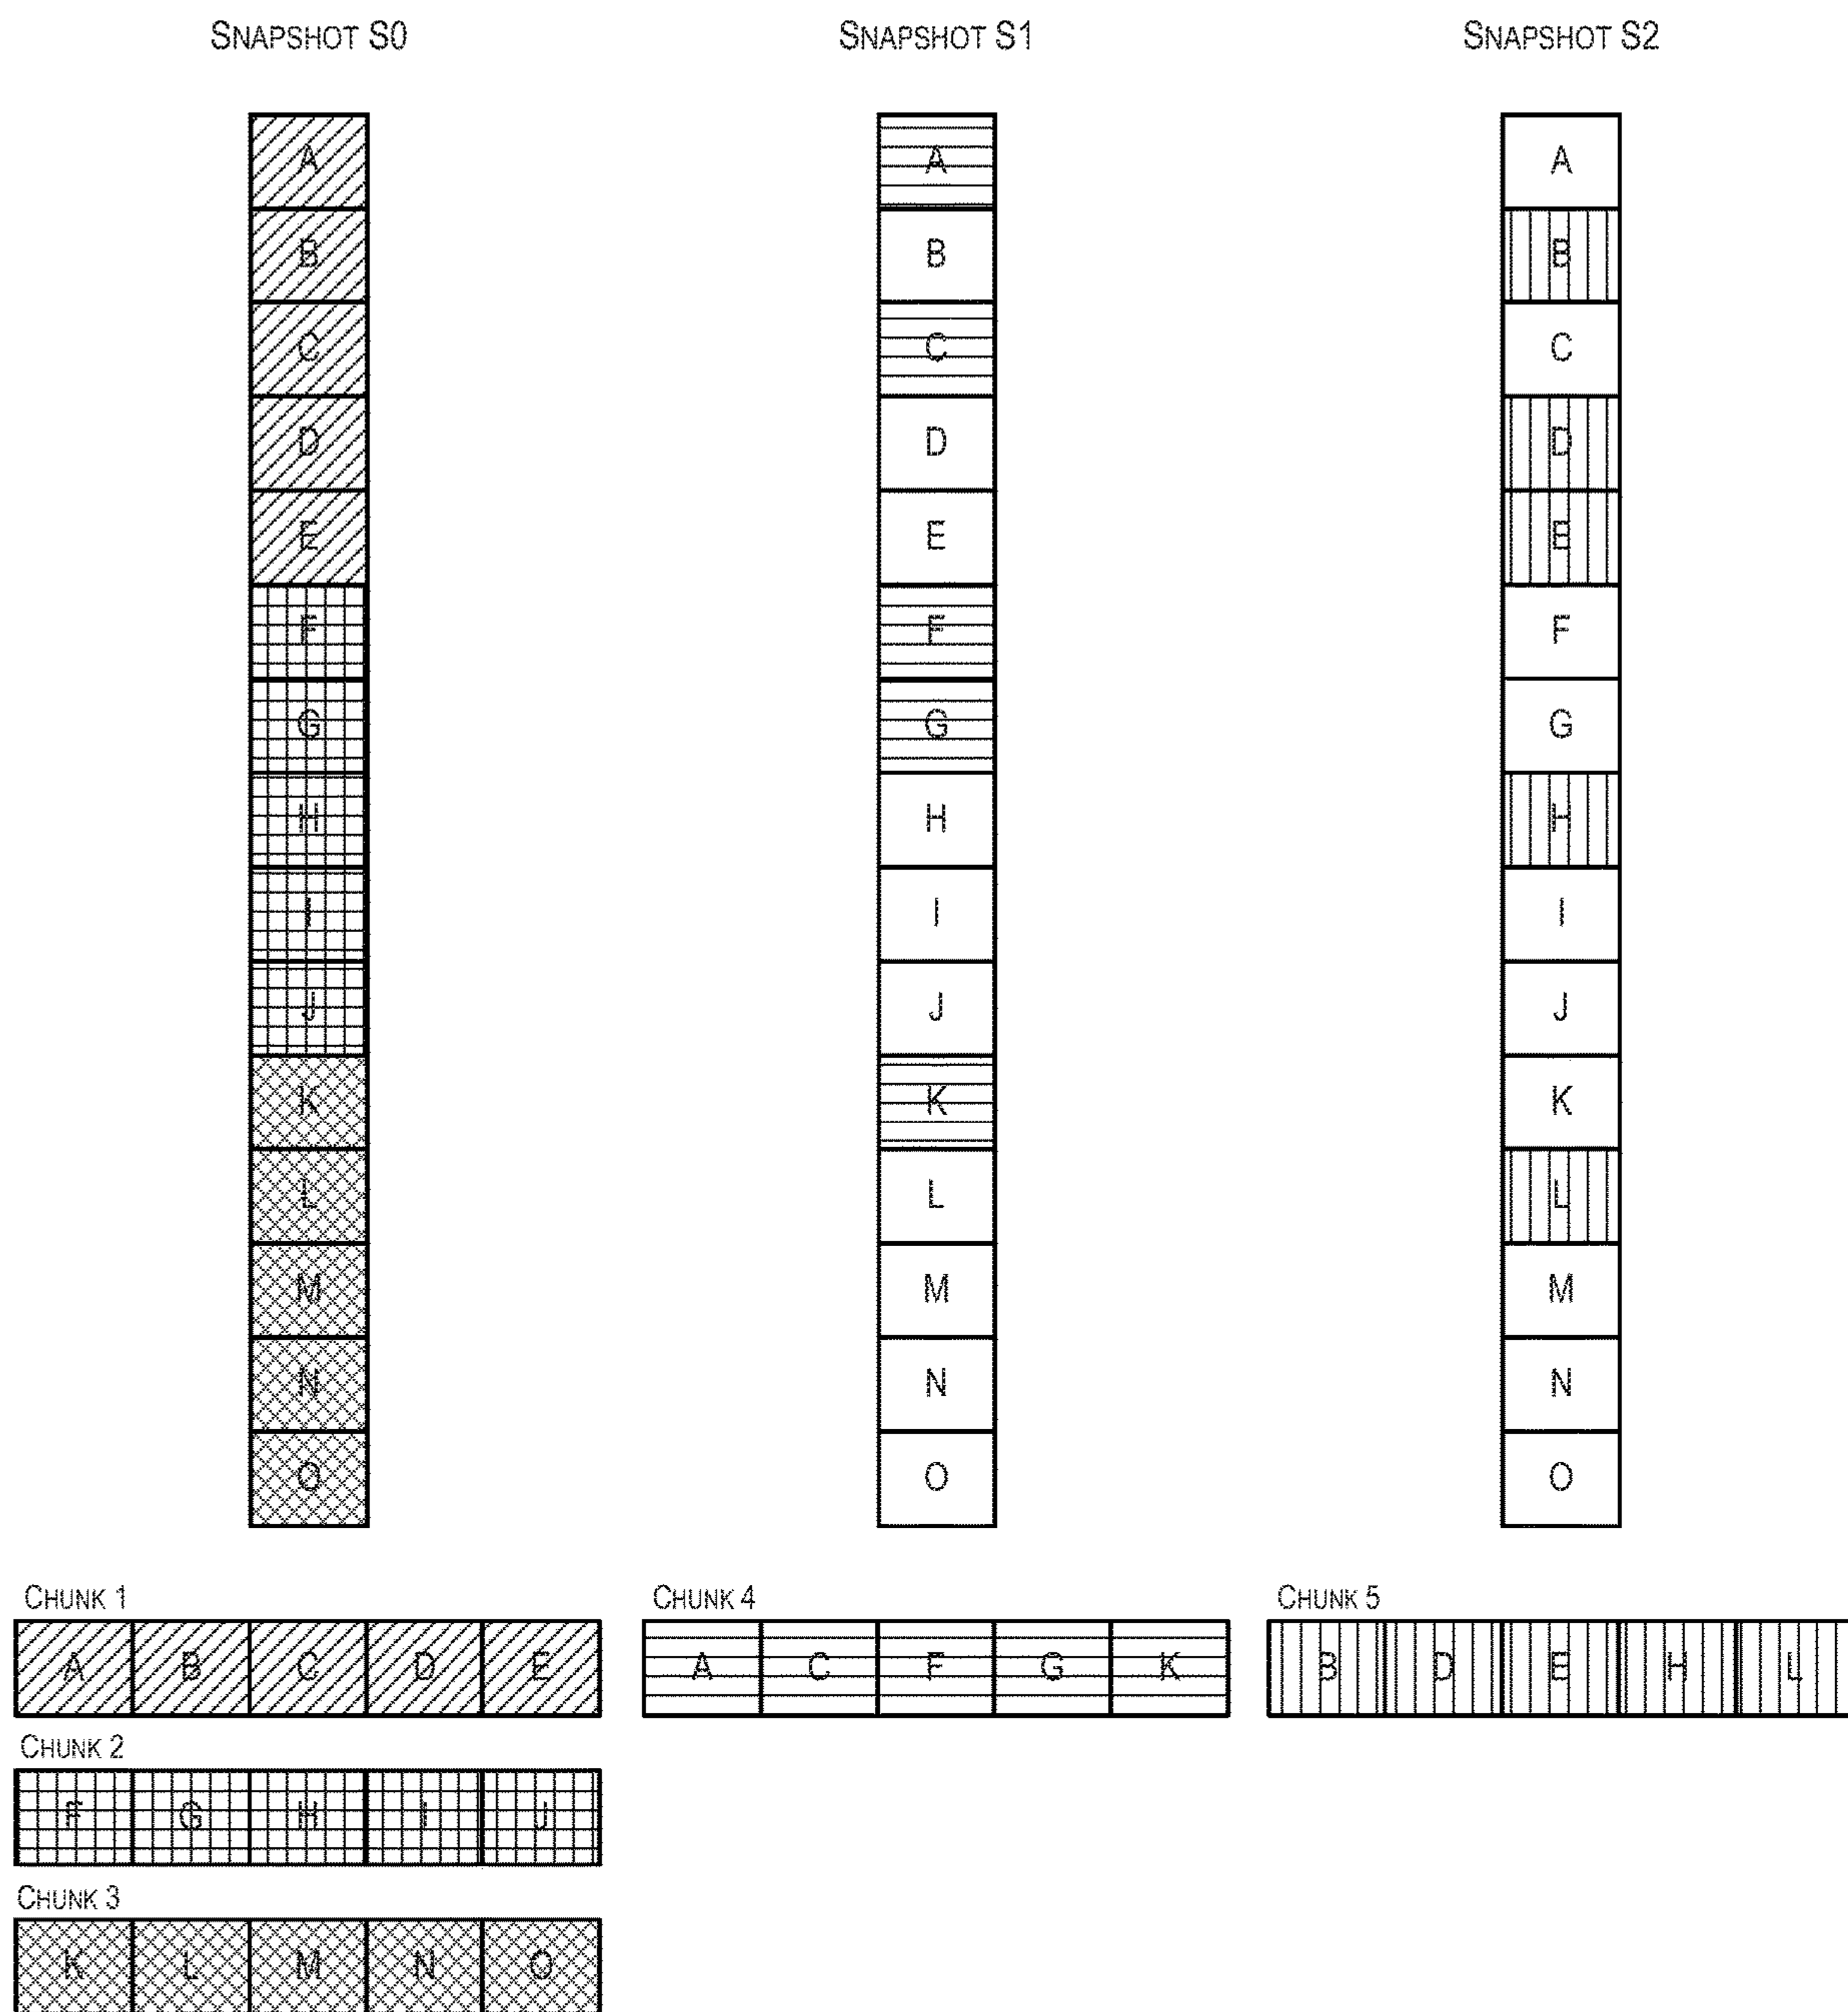 SNAPSHOT S0 SNAPSHOT S1 SNAPSHOT S2
A A A
B B B
C C C
D D D
E E E
F F F
G G G
H H H
I I I
J J J
K K K
L L L
M M M
N N N
O O O
CHUNK 1 CHUNK 4 CHUNK 5
A B C D E A C F G K B D E H L
CHUNK 2
F G H I J
CHUNK 3
K L M N O